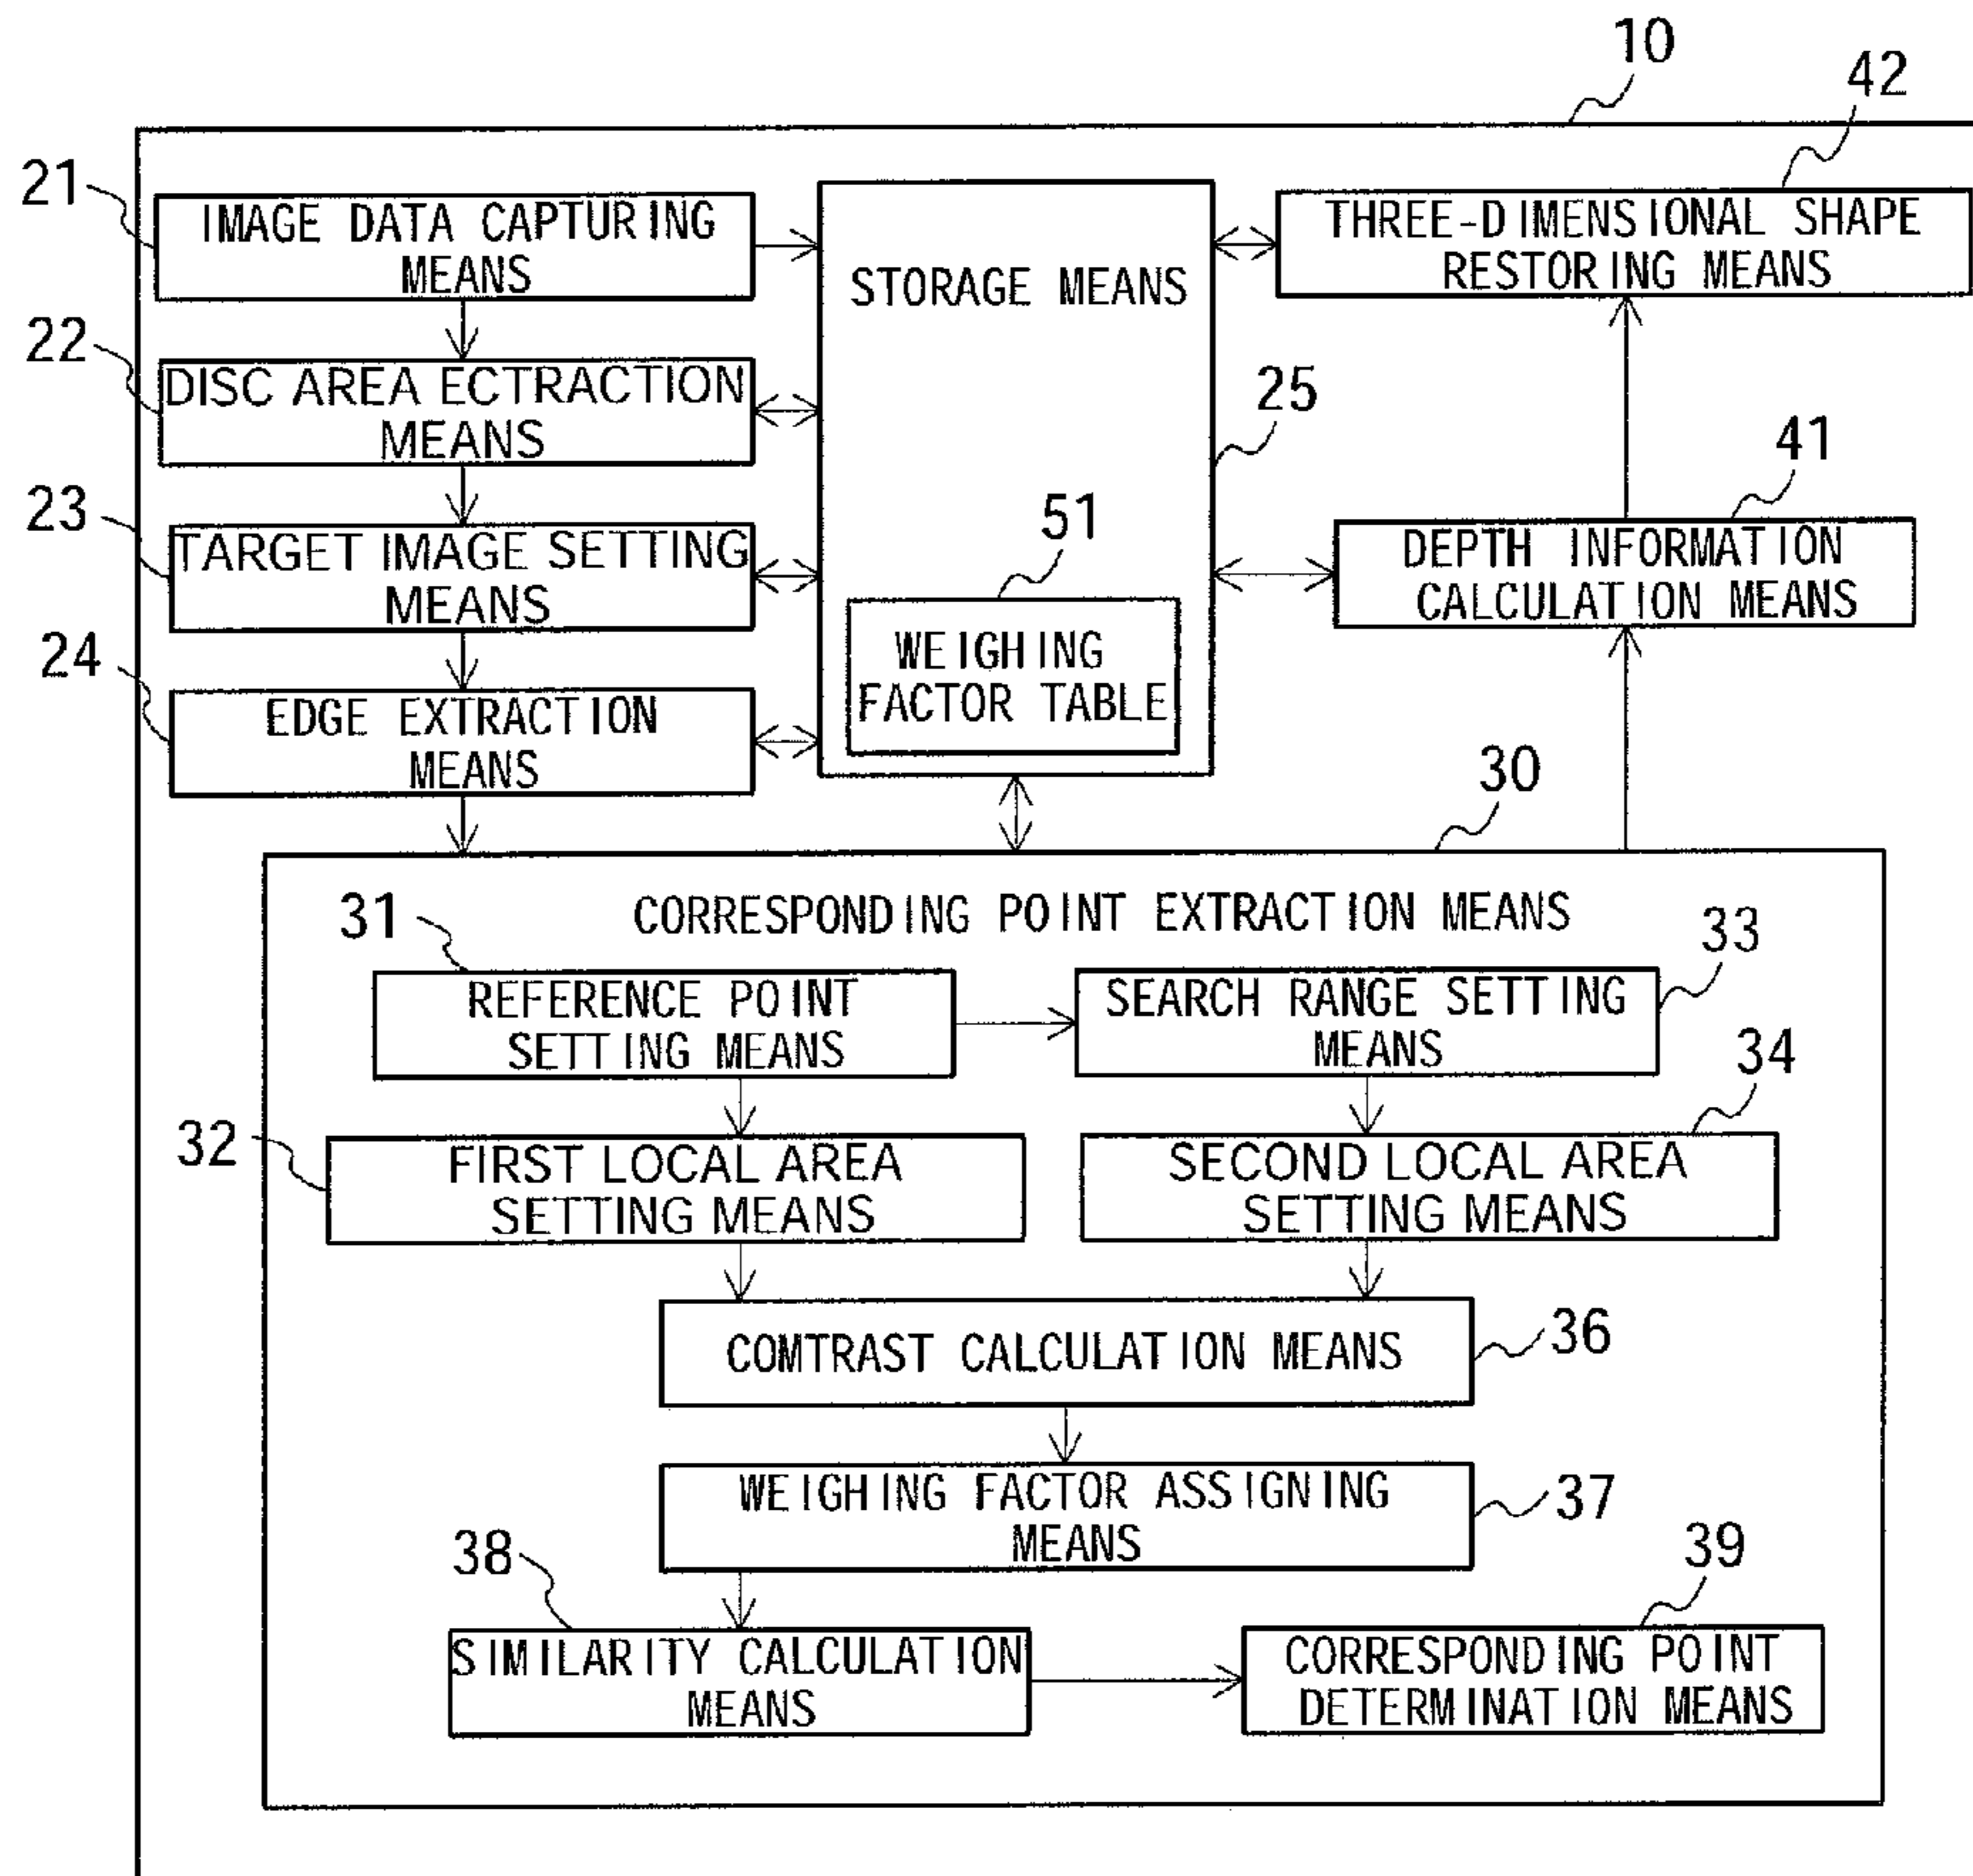 10
42
21
IMAGE DATA CAPTURING
MEANS
STORAGE MEANS
THREE-DIMENSIONAL SHAPE
RESTORING MEANS
22
DISC AREA ECTRACTION
MEANS
25
41
23
TARGET IMAGE SETTING
MEANS
51
DEPTH INFORMATION
CALCULATION MEANS
24
WEIGHING
FACTOR TABLE
EDGE EXTRACTION
MEANS
30
CORRESPONDING POINT EXTRACTION MEANS
31
33
REFERENCE POINT
SETTING MEANS
SEARCH RANGE SETTING
MEANS
34
32
FIRST LOCAL AREA
SETTING MEANS
SECOND LOCAL AREA
SETTING MEANS
COMTRAST CALCULATION MEANS
36
WEIGHING FACTOR ASSIGNING
MEANS
37
38
39
SIMILARITY CALCULATION
MEANS
CORRESPONDING POINT
DETERMINATION MEANS